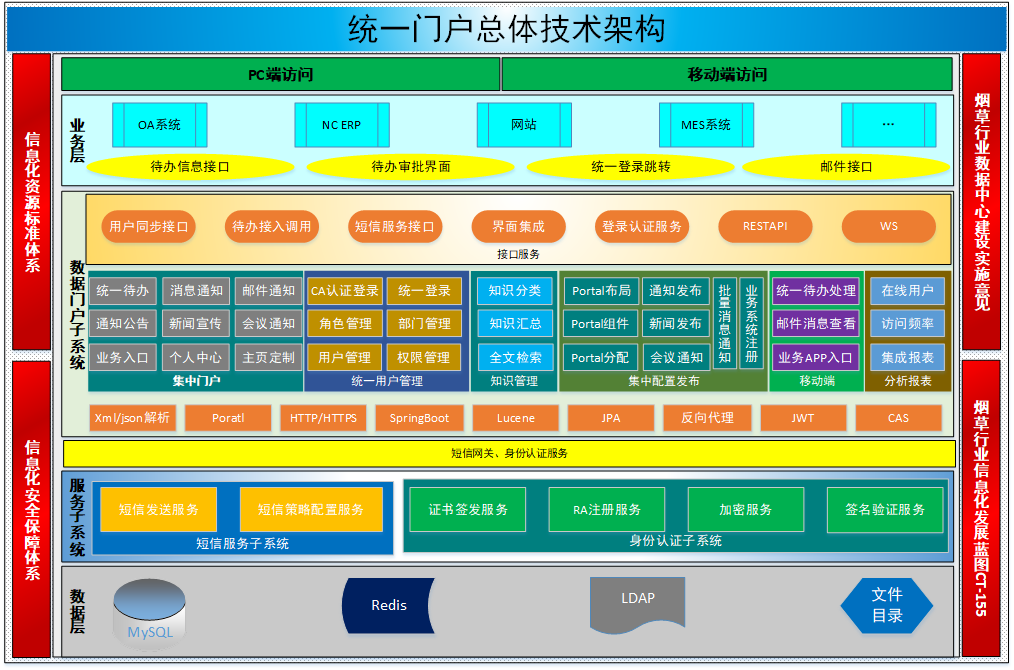 统一门户总体技术架构
信息化资源标准体系
信息化安全保障体系
PC端访问
移动端访问
业务层
OA系统
NC ERP
网站
MES系统
...
待办信息接口
待办审批界面
统一登录跳转
邮件接口
数据门户子系统
用户同步接口
待办接入调用
短信服务接口
界面集成
登录认证服务
RESTAPI
WS
接口服务
统一待办
消息通知
邮件通知
通知公告
新闻宣传
会议通知
业务入口
个人中心
主页定制
集中门户
CA认证登录
统一登录
角色管理
部门管理
用户管理
权限管理
统一用户管理
知识分类
知识汇总
全文检索
知识管理
Portal布局
通知发布
Portal组件
新闻发布
Portal分配
会议通知
批量消息通知
业务系统注册
集中配置发布
统一待办处理
邮件消息查看
业务APP入口
移动端
在线用户
访问频率
集成报表
分析报表
Xml/json解析
Poratl
HTTP/HTTPS
SpringBoot
Lucene
JPA
反向代理
JWT
CAS
短信网关、身份认证服务
服务子系统
短信发送服务
短信策略配置服务
短信服务子系统
证书签发服务
RA注册服务
加密服务
签名验证服务
身份认证子系统
数据层
MySQL
Redis
LDAP
文件
目录
烟草行业数据中心建设实施意见
烟草行业信息化发展蓝图CT-155